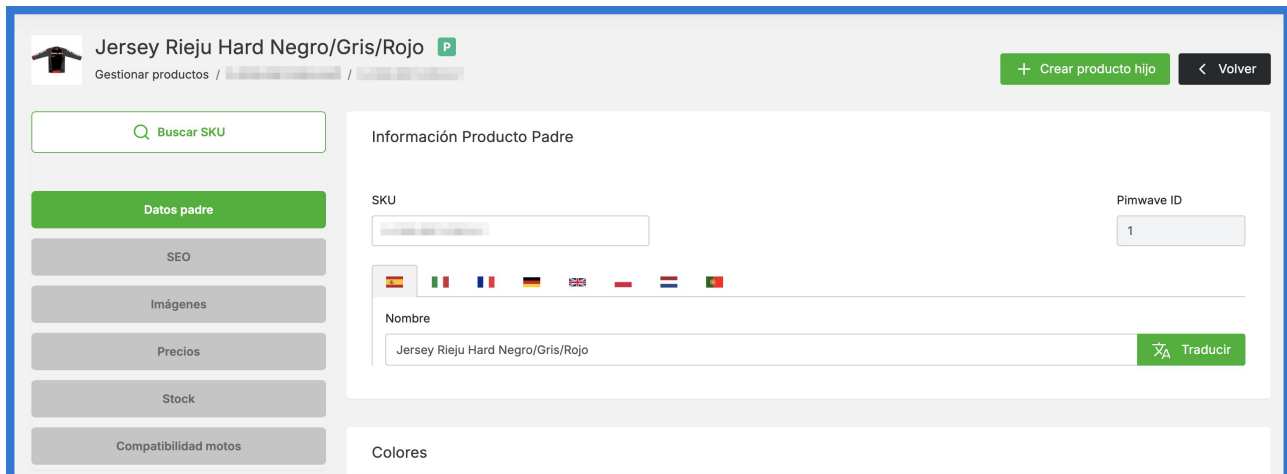 Jersey Rieju Hard Negro/Gris/Rojo P
Gestionar productos / /
+ Crear producto hijo
< Volver
Buscar SKU
Datos padre
SEO
Imágenes
Precios
Stock
Compatibilidad motos
Información Producto Padre
SKU
Pimwave ID
1
Nombre
Jersey Rieju Hard Negro/Gris/Rojo
Traducir
Colores